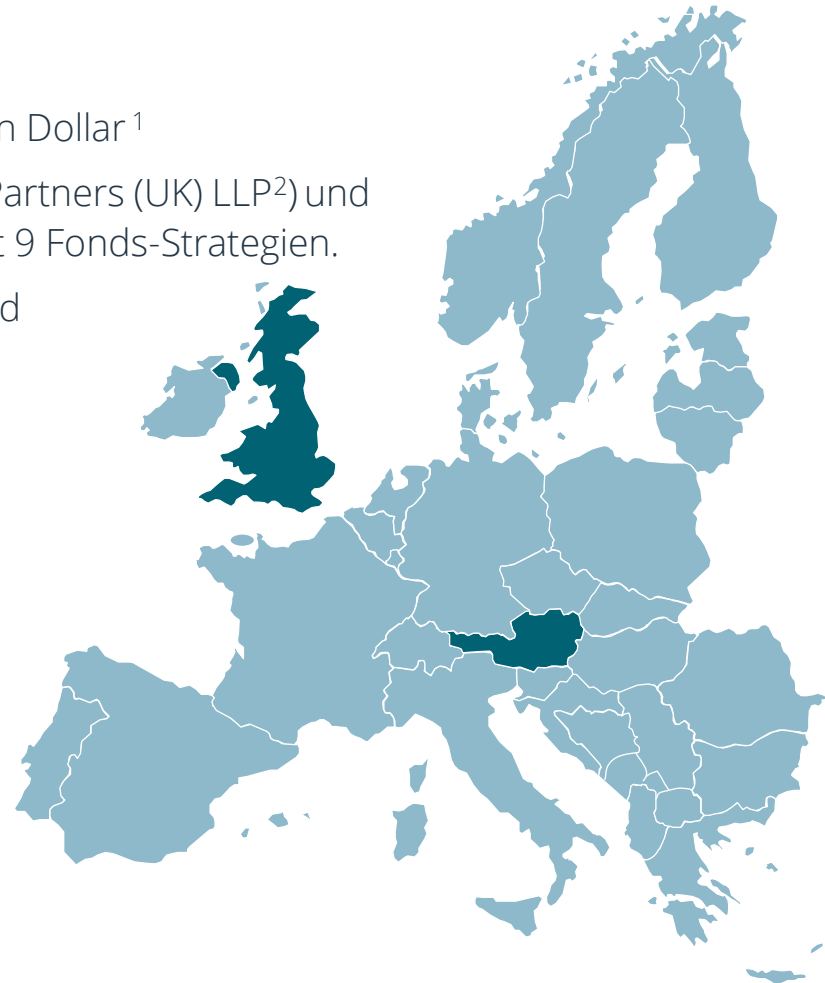 n Dollar ¹
Partners (UK) LLP²) und
t 9 Fonds-Strategien.
d